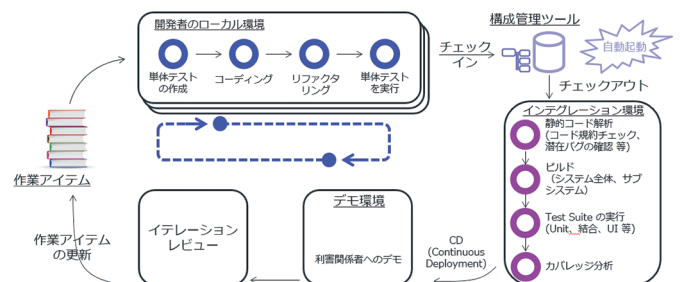 開発者のローカル環境
単体テスト
の作成
コーディング
リファクタ
リング
単体テスト
を実行
チェック
イン
構成管理ツール
自動起動
チェックアウト
インテグレーション環境
静的コード解析
(コード規約チェック、
潜在バグの確認 等)
ビルド
（システム全体、サブ
システム）
Test Suite の実行
(Unit、結合、UI 等)
カバレッジ分析
CD
(Continuous
Deployment)
デモ環境
利害関係者へのデモ
イテレーション
レビュー
作業アイテム
の更新
作業アイテム